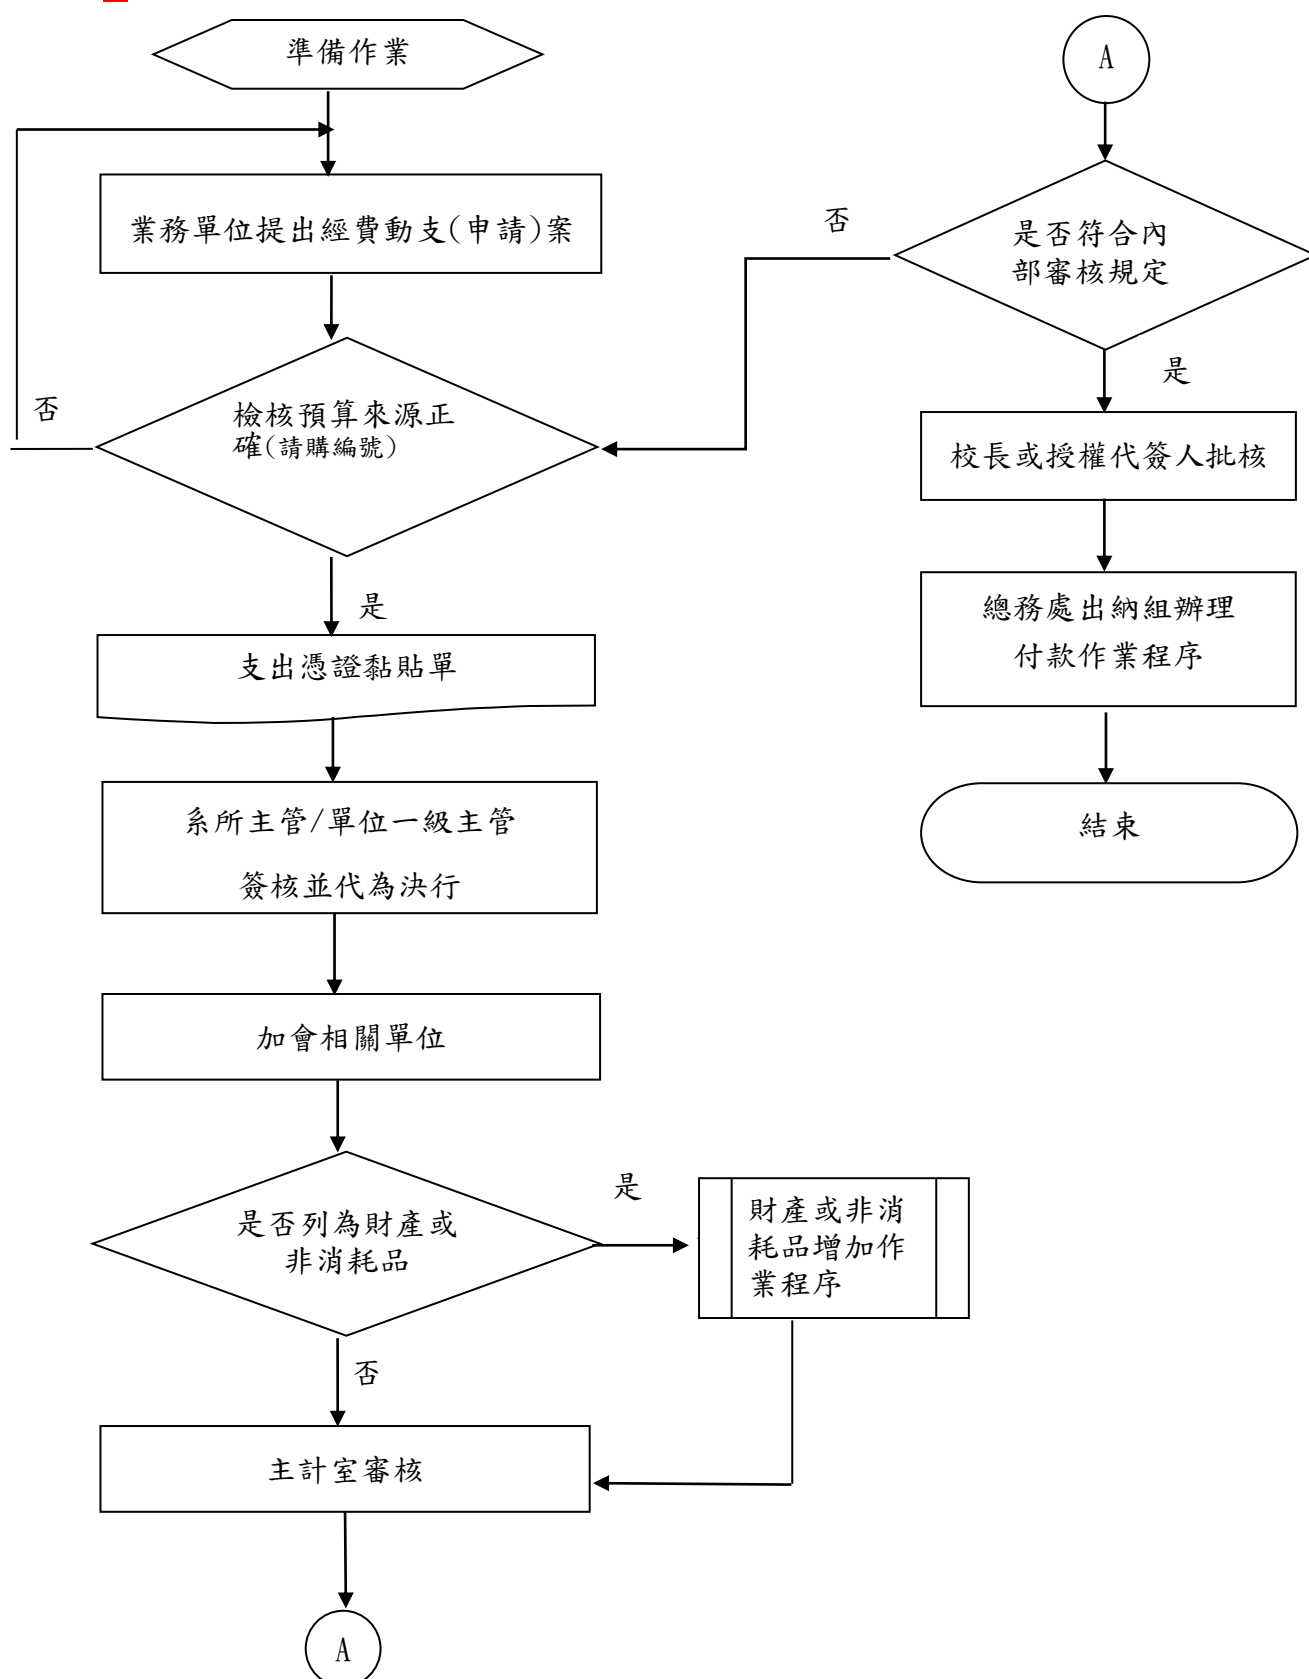 準備作業
業務單位提出經費動支(申請)案
否
檢核預算來源正
確(請購編號)
是
支出憑證黏貼單
系所主管/單位一級主管
簽核並代為決行
加會相關單位
是否列為財產或
非消耗品
是
財產或非消
耗品增加作
業程序
否
主計室審核
A
A
是否符合內
部審核規定
否
是
校長或授權代簽人批核
總務處出納組辦理
付款作業程序
結束